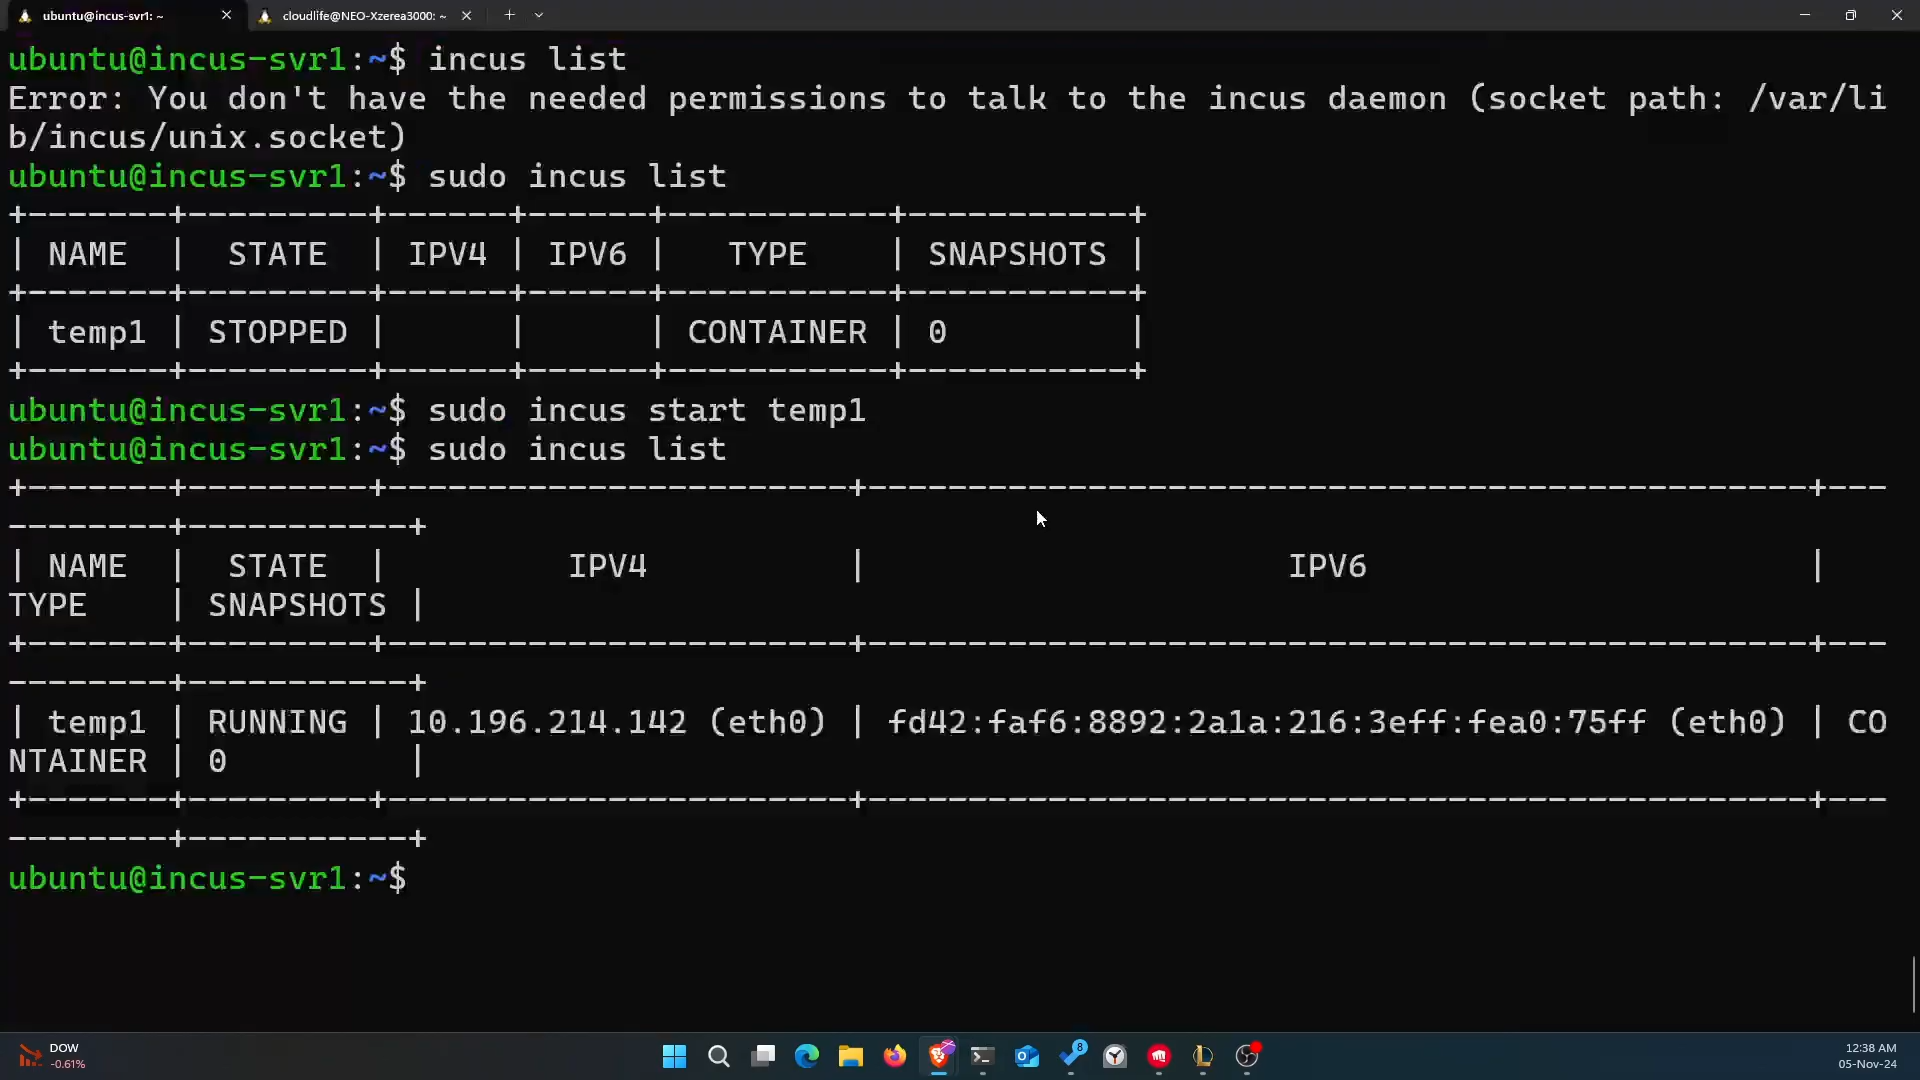 ubuntu@incus-svr1: ~
cloudlife@NEO-Xzerea3000: ~
ubuntu@incus-svr1:~$ incus list
Error: You don't have the needed permissions to talk to the incus daemon (socket path: /var/li
b/incus/unix.socket)
ubuntu@incus-svr1:~$ sudo incus list
+-------+---------+------+------+-----------+-----------+
| NAME  |  STATE  | IPV4 | IPV6 |   TYPE    | SNAPSHOTS |
+-------+---------+------+------+-----------+-----------+
| temp1 | STOPPED |      |      | CONTAINER | 0         |
+-------+---------+------+------+-----------+-----------+
ubuntu@incus-svr1:~$ sudo incus start temp1
ubuntu@incus-svr1:~$ sudo incus list
+-------+---------+-----------------------+-----------------------------------------------+---
--------+-----------+
| NAME  |  STATE  |         IPV4          |                     IPV6                      |
TYPE    | SNAPSHOTS |
+-------+---------+-----------------------+-----------------------------------------------+---
--------+-----------+
| temp1 | RUNNING | 10.196.214.142 (eth0) | fd42:faf6:8892:2a1a:216:3eff:fea0:75ff (eth0) | CO
NTAINER | 0         |
+-------+---------+-----------------------+-----------------------------------------------+---
--------+-----------+
ubuntu@incus-svr1:~$
DOW
-0.61%
8
12:38 AM
05-Nov-24